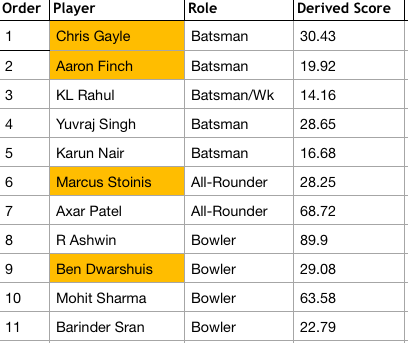 Order Player Role Derived Score
1 Chris Gayle Batsman 30.43
2 Aaron Finch Batsman 19.92
3 KL Rahul Batsman/Wk 14.16
4 Yuvraj Singh Batsman 28.65
5 Karun Nair Batsman 16.68
6 Marcus Stoinis All-Rounder 28.25
7 Axar Patel All-Rounder 68.72
8 R Ashwin Bowler 89.9
9 Ben Dwarshuis Bowler 29.08
10 Mohit Sharma Bowler 63.58
11 Barinder Sran Bowler 22.79